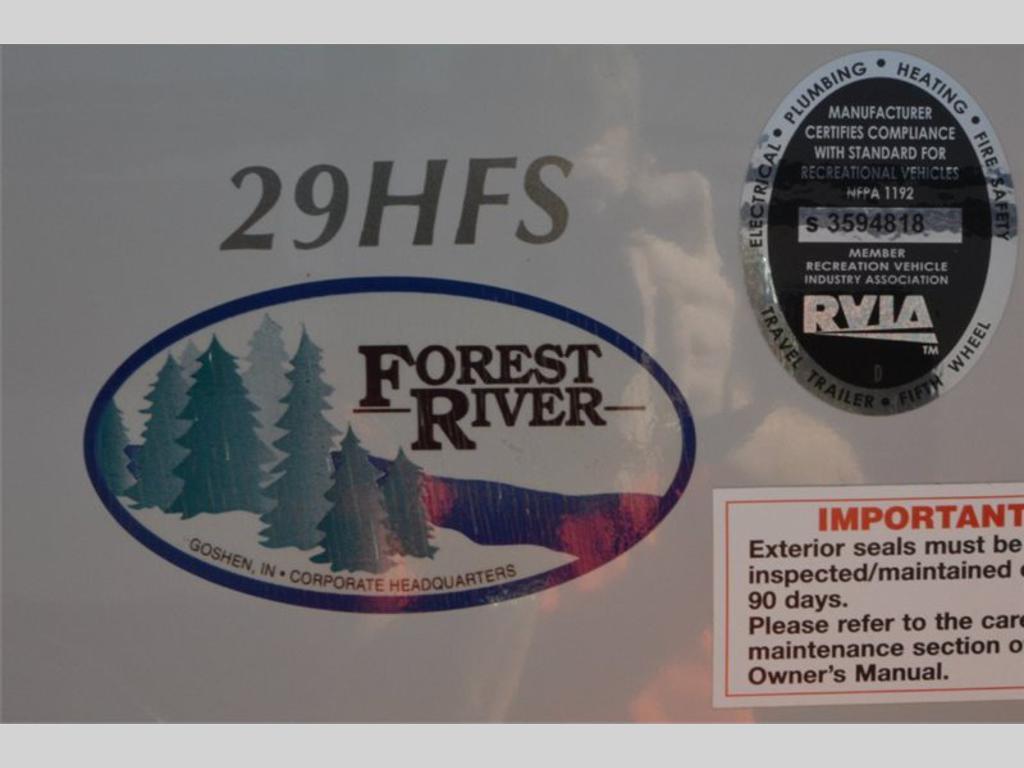 29HFS
FOREST
RIVER
GOSHEN, IN • CORPORATE HEADQUARTERS
ELECTRICAL • PLUMBING • HEATING • FIRE SAFETY
MANUFACTURER
CERTIFIES COMPLIANCE
WITH STANDARD FOR
RECREATIONAL VEHICLES
NFPA 1192
S 3594818
MEMBER
RECREATION VEHICLE
INDUSTRY ASSOCIATION
RVIA
TM
D
TRAVEL TRAILER • FIFTH WHEEL
IMPORTANT
Exterior seals must be
inspected/maintained
90 days.
Please refer to the care
maintenance section
Owner's Manual.